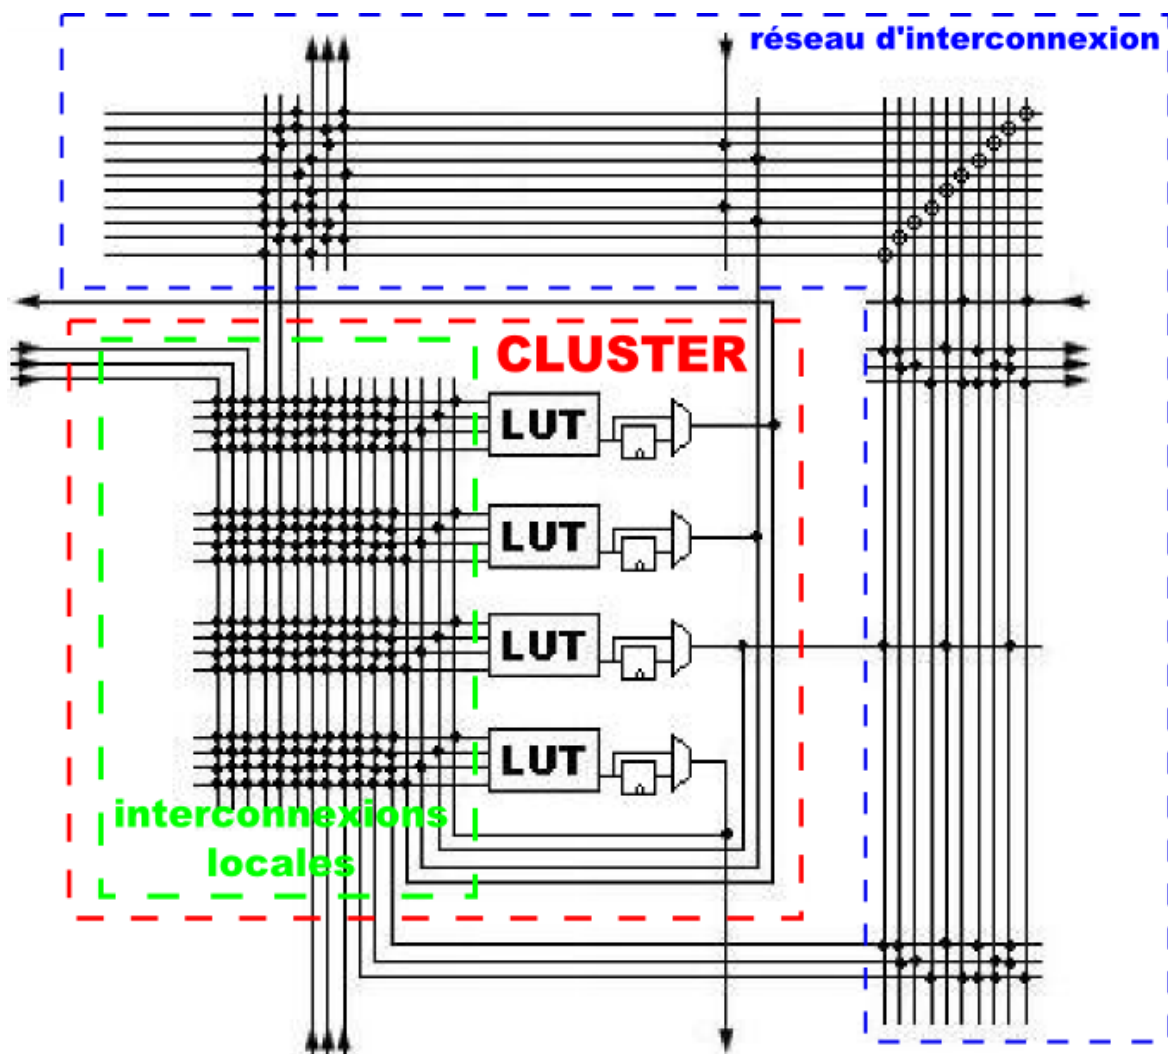 réseau d'interconnexion
CLUSTER
LUT
LUT
LUT
LUT
interconnexions
locales